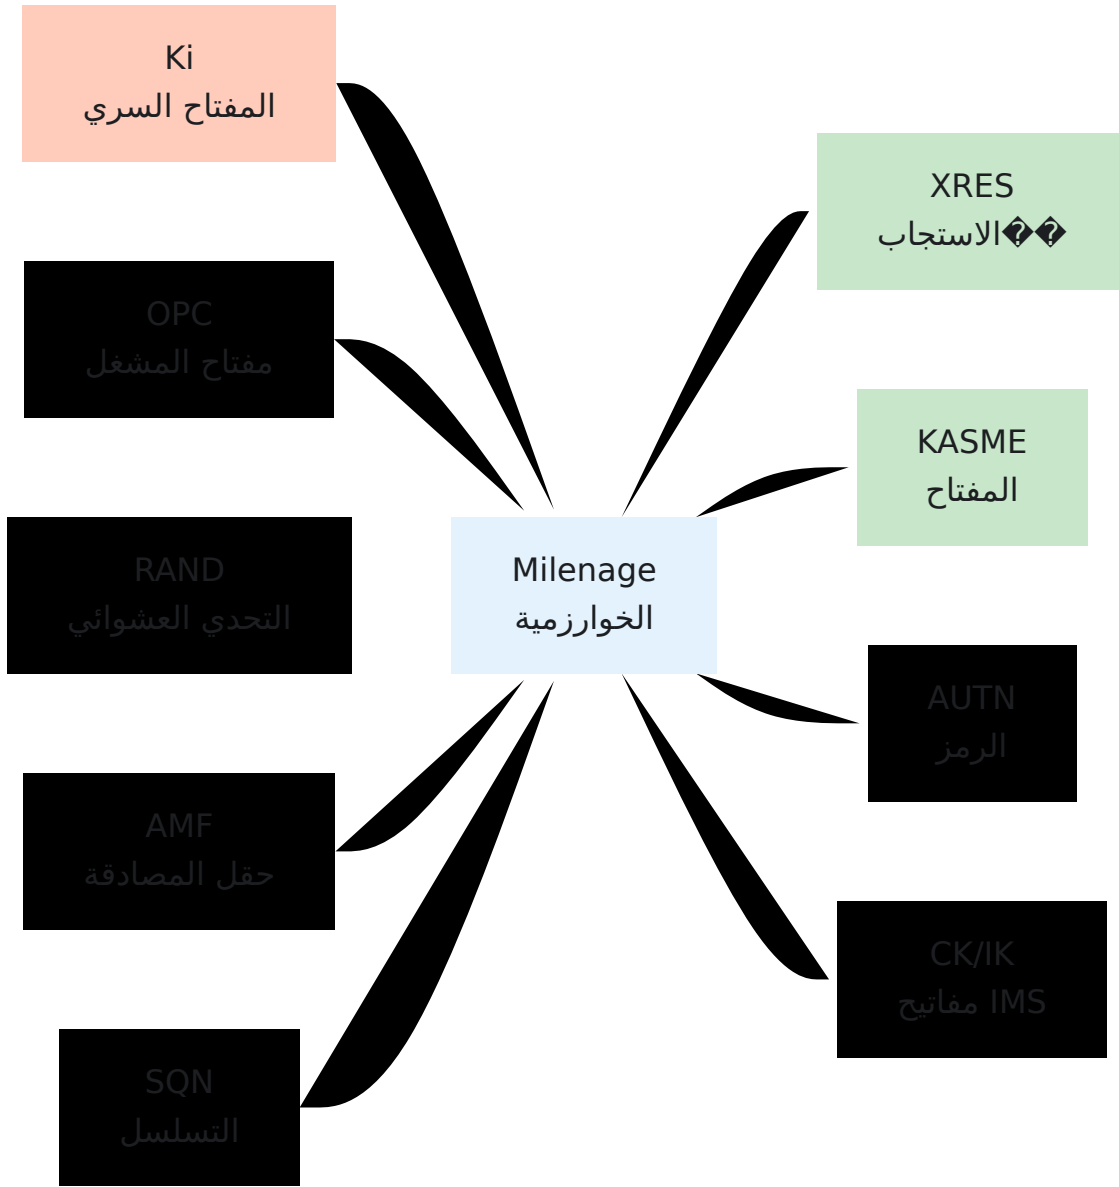 Ki
المفتاح السري
OPC
مفتاح المشغل
RAND
التحدي العشوائي
AMF
حقل المصادقة
SQN
التسلسل
Milenage
الخوارزمية
XRES
الاستجاب��
KASME
المفتاح
AUTN
الرمز
CK/IK
مفاتيح IMS